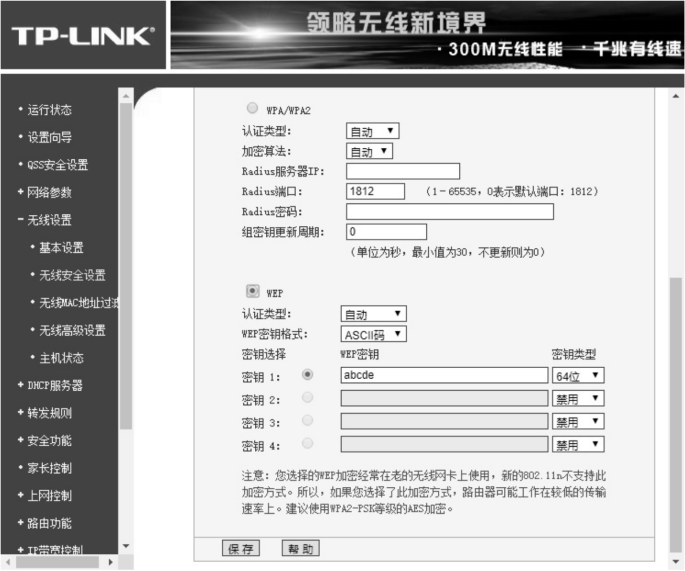 TP-LINK®
领略无线新境界
·300M无线性能 ·千兆有线速
• 运行状态
• 设置向导
• QSS安全设置
+ 网络参数
- 无线设置
• 基本设置
• 无线安全设置
• 无线MAC地址过滤
• 无线高级设置
• 主机状态
+ DHCP服务器
+ 转发规则
+ 安全功能
• 家长控制
+ 上网控制
+ 路由功能
+ IP带宽控制
WPA/WPA2
认证类型: 自动
加密算法: 自动
Radius服务器IP:
Radius端口: 1812 (1-65535, 0表示默认端口: 1812)
Radius密码:
组密钥更新周期: 0
(单位为秒, 最小值为30, 不更新则为0)
WEP
认证类型: 自动
WEP密钥格式: ASCII码
密钥选择 WEP密钥 密钥类型
密钥 1: abcde 64位
密钥 2: 禁用
密钥 3: 禁用
密钥 4: 禁用
注意: 您选择的WEP加密经常在老的无线网卡上使用, 新的802.11n不支持此
加密方式。所以, 如果您选择了此加密方式, 路由器可能工作在较低的传输
速率上。建议使用WPA2-PSK等级的AES加密。
保存 帮助